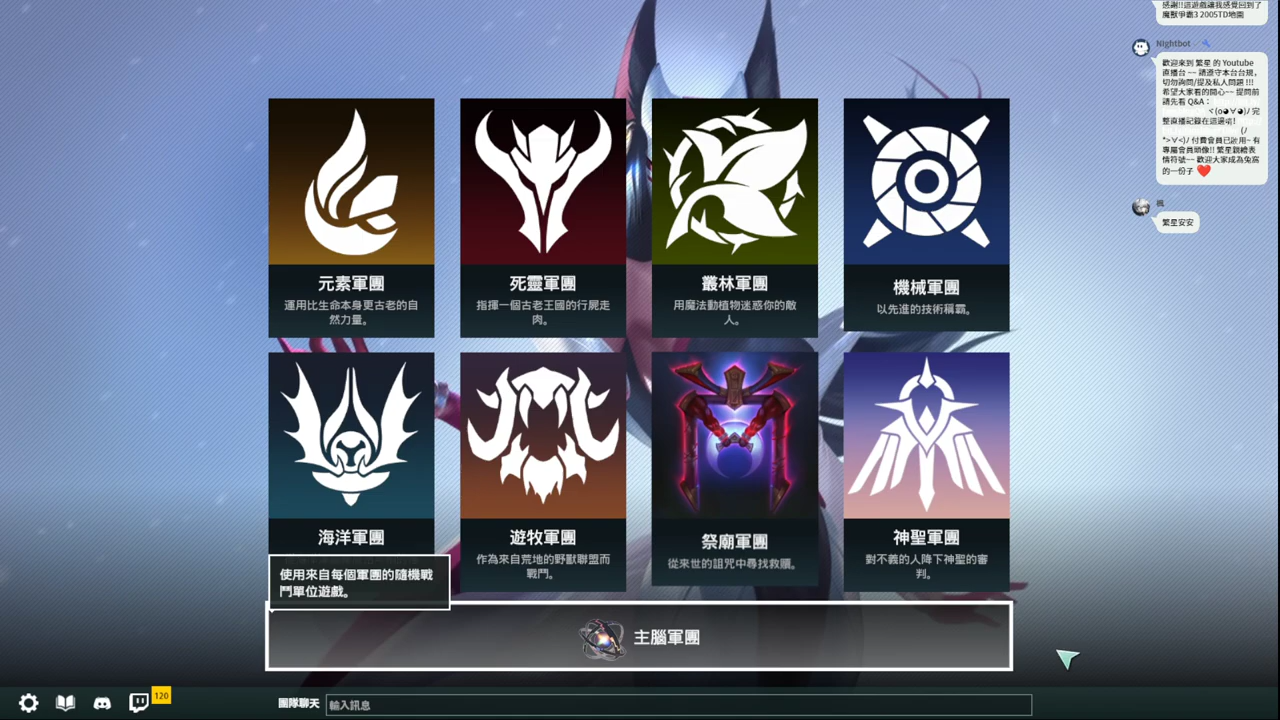 元素軍團
運用比生命本身更古老的自
然力量。
死靈軍團
指揮一個古老王國的行屍走
肉。
叢林軍團
用魔法動植物迷惑你的敵
人。
機械軍團
以先進的技術稱霸。
海洋軍團
遊牧軍團
作為來自荒地的野獸聯盟而
戰鬥。
祭廟軍團
從來世的詛咒中尋找救贖。
神聖軍團
對不義的人降下神聖的審
判。
使用來自每個軍團的隨機戰
鬥單位遊戲。
主腦軍團
120
團隊聊天
輸入訊息
感謝!!這遊戲讓我感覺回到了
魔獸爭霸3 2005TD地圖
Nightbot
歡迎來到 繁星 的 Youtube
直播台 ~~ 請遵守本台台規,
切勿詢問/提及私人問題 !!!
希望大家看的開心~~ 提問前
請先看 Q&A：
ヾ(o◕∀◕)ﾉ 完
整直播記錄在這邊唷!
(ﾉ
*>∀<)ﾉ 付費會員已啟用~ 有
專屬會員頭像!! 繁星親繪表
情符號~~ 歡迎大家成為兔窩
的一份子 ❤️
楓
繁星安安